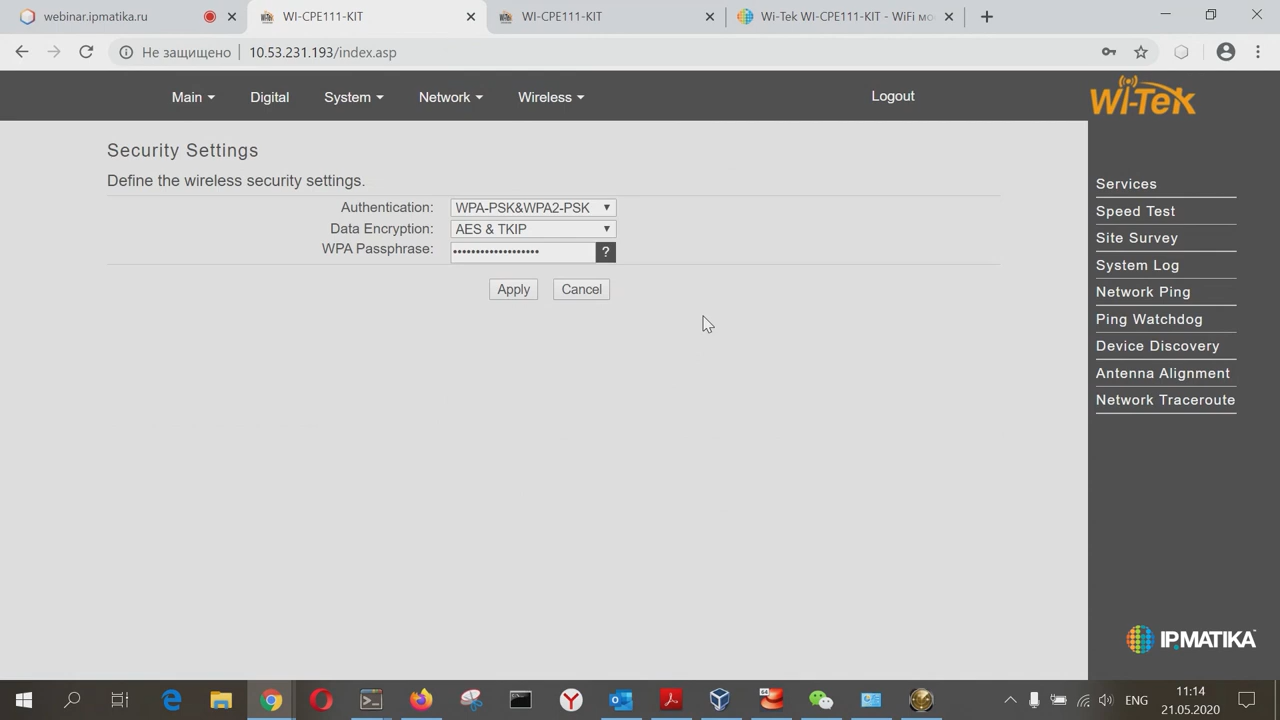 webinar.ipmatika.ru
WI-CPE111-KIT
WI-CPE111-KIT
Wi-Tek WI-CPE111-KIT - WiFi мо
Не защищено
10.53.231.193/index.asp
Main
Digital
System
Network
Wireless
Logout
Wi-Tek
Security Settings
Define the wireless security settings.
Authentication: WPA-PSK&WPA2-PSK
Data Encryption: AES & TKIP
WPA Passphrase: ••••••••••••••••••• ?
Apply
Cancel
Services
Speed Test
Site Survey
System Log
Network Ping
Ping Watchdog
Device Discovery
Antenna Alignment
Network Traceroute
IPMATIKA
64
ENG
11:14
21.05.2020